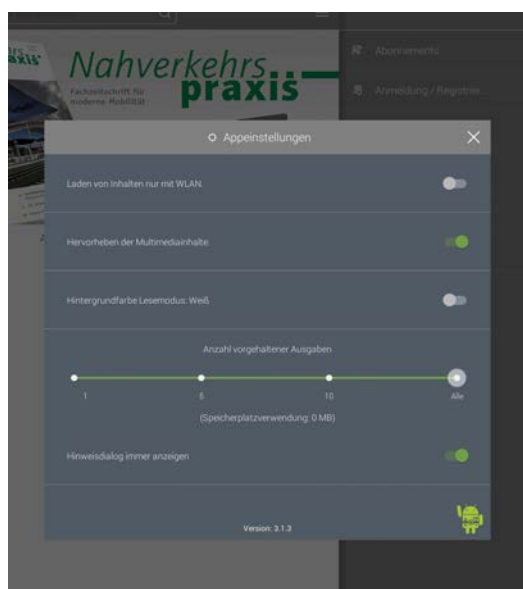 axis
Nahverkehrs
praxis
Fachzeitschrift für
moderne Mobilität
Abonnements
Anmeldung / Registrier
Appeinstellungen
Laden von Inhalten nur mit WLAN.
Hervorheben der Multimediainhalte.
Hintergrundfarbe Lesemodus: Weiß
Anzahl vorgehaltener Ausgaben
1 5 10 Alle
(Speicherplatzverwendung: 0 MB)
Hinweisdialog immer anzeigen
Version: 3.1.3